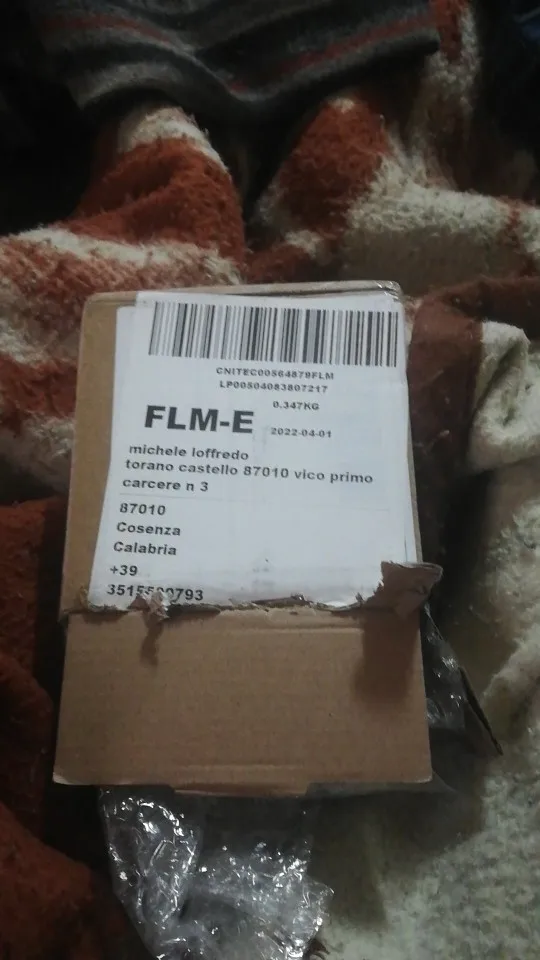 CNITEC00564879FLM
LP00504083807217
0.347KG
FLM-E
2022-04-01
michele loffredo
torano castello 87010 vico primo
carcere n 3
87010
Cosenza
Calabria
+39